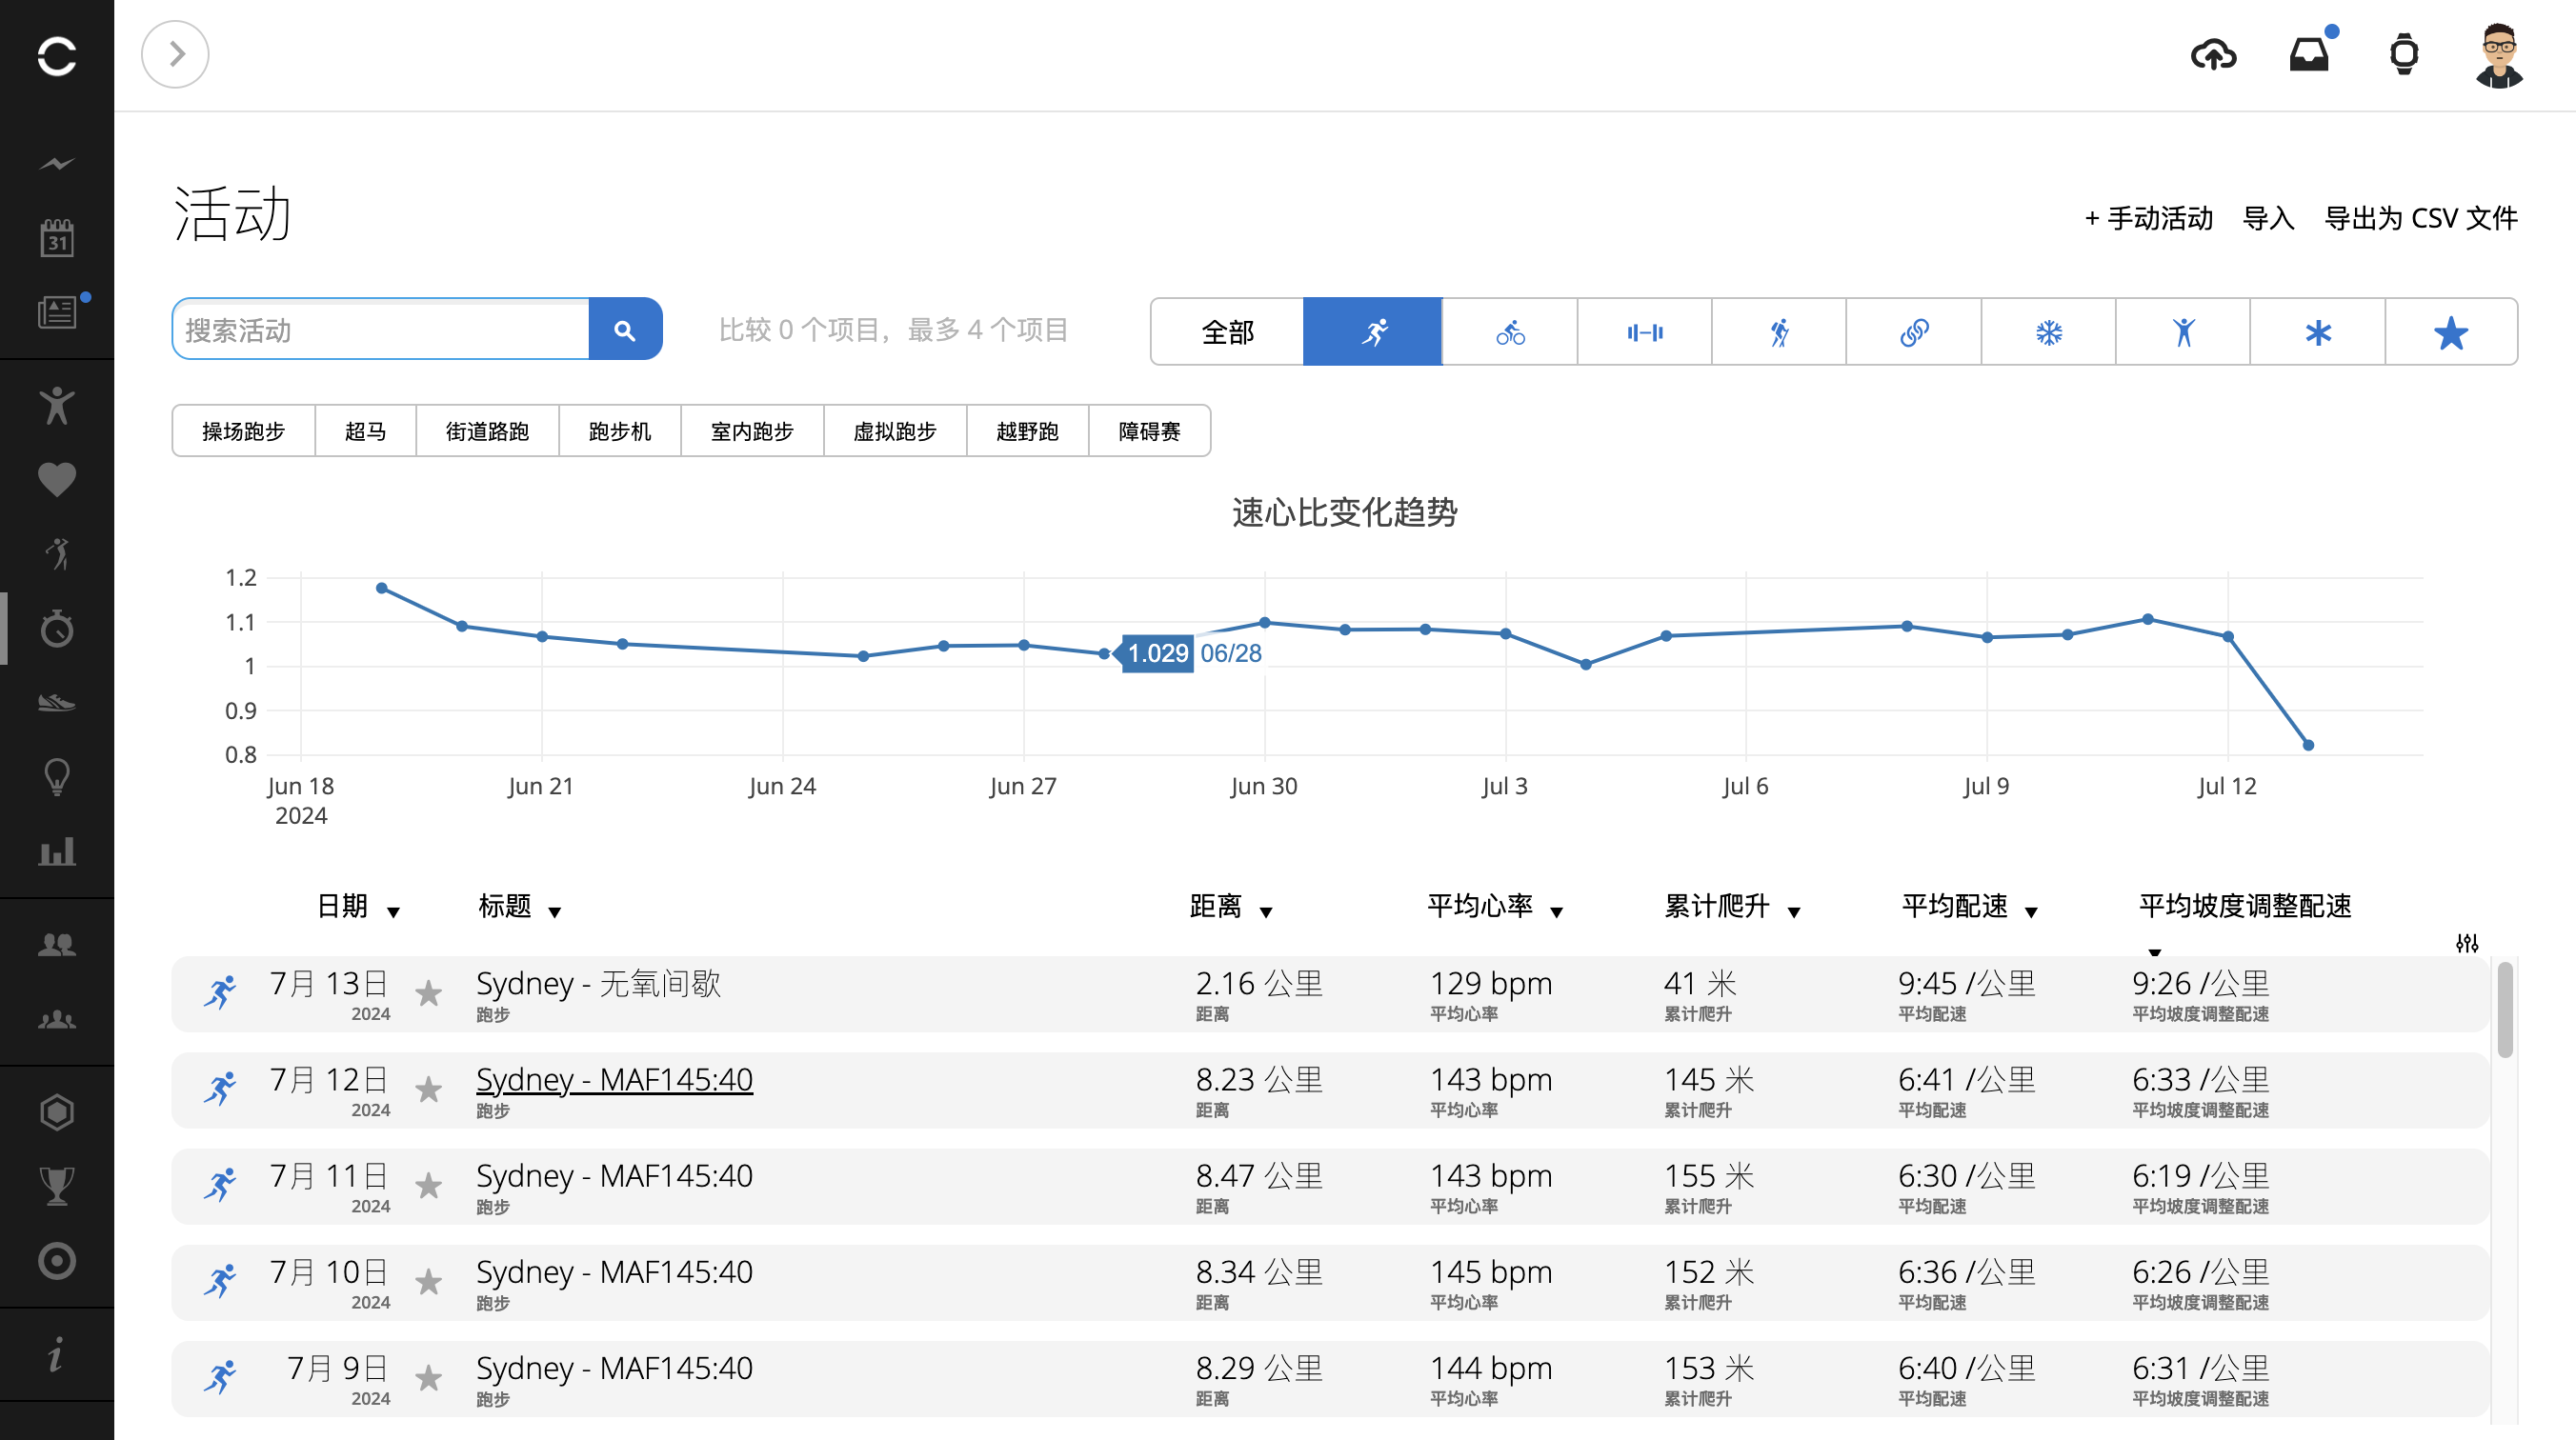 活动
+ 手动活动 导入 导出为 CSV 文件
31
搜索活动
比较 0 个项目，最多 4 个项目
全部
操场跑步 超马 街道路跑 跑步机 室内跑步 虚拟跑步 越野跑 障碍赛
速心比变化趋势
1.2
1.1
1
0.9
0.8
1.029 06/28
Jun 18 Jun 21 Jun 24 Jun 27 Jun 30 Jul 3 Jul 6 Jul 9 Jul 12
2024
日期 ▼ 标题 ▼ 距离 ▼ 平均心率 ▼ 累计爬升 ▼ 平均配速 ▼ 平均坡度调整配速 ▼
7月 13日 Sydney - 无氧间歇 2.16 公里 129 bpm 41 米 9:45 /公里 9:26 /公里
2024 跑步 距离 平均心率 累计爬升 平均配速 平均坡度调整配速
7月 12日 Sydney - MAF145:40 8.23 公里 143 bpm 145 米 6:41 /公里 6:33 /公里
2024 跑步 距离 平均心率 累计爬升 平均配速 平均坡度调整配速
7月 11日 Sydney - MAF145:40 8.47 公里 143 bpm 155 米 6:30 /公里 6:19 /公里
2024 跑步 距离 平均心率 累计爬升 平均配速 平均坡度调整配速
7月 10日 Sydney - MAF145:40 8.34 公里 145 bpm 152 米 6:36 /公里 6:26 /公里
2024 跑步 距离 平均心率 累计爬升 平均配速 平均坡度调整配速
7月 9日 Sydney - MAF145:40 8.29 公里 144 bpm 153 米 6:40 /公里 6:31 /公里
2024 跑步 距离 平均心率 累计爬升 平均配速 平均坡度调整配速